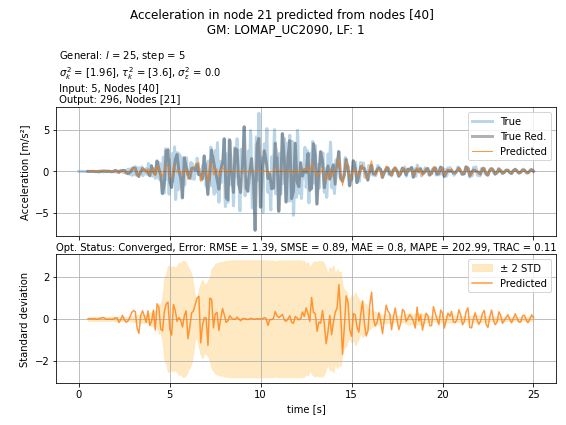 Acceleration in node 21 predicted from nodes [40]
GM: LOMAP_UC2090, LF: 1
General: l = 25, step = 5
σ²ₖ = [1.96], τ²ₖ = [3.6], σ²ε = 0.0
Input: 5, Nodes [40]
Output: 296, Nodes [21]
True
True Red.
Predicted
Acceleration [m/s²]
5
0
−5
Opt. Status: Converged, Error: RMSE = 1.39, SMSE = 0.89, MAE = 0.8, MAPE = 202.99, TRAC = 0.11
± 2 STD
Predicted
Standard deviation
2
0
−2
0 5 10 15 20 25
time [s]